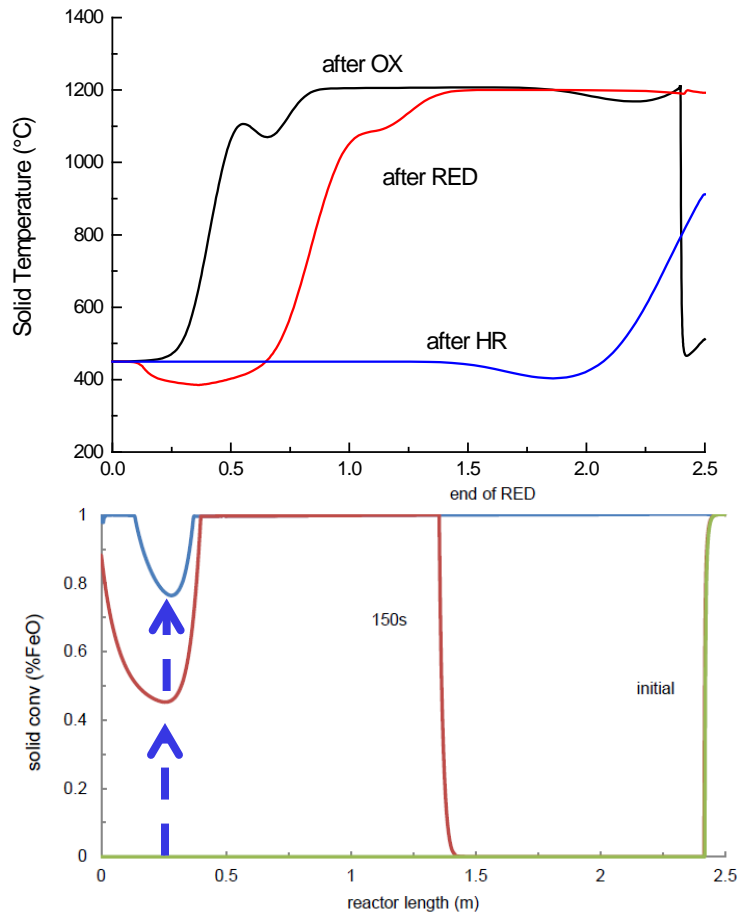 1400
after OX
1200
1000
after RED
Solid Temperature (°C)
800
600
after HR
400
200
0.0 0.5 1.0 1.5 2.0 2.5
end of RED
1
0.8
150s
0.6
solid conv (%FeO)
initial
0.4
0.2
0
0 0.5 1 1.5 2 2.5
reactor length (m)